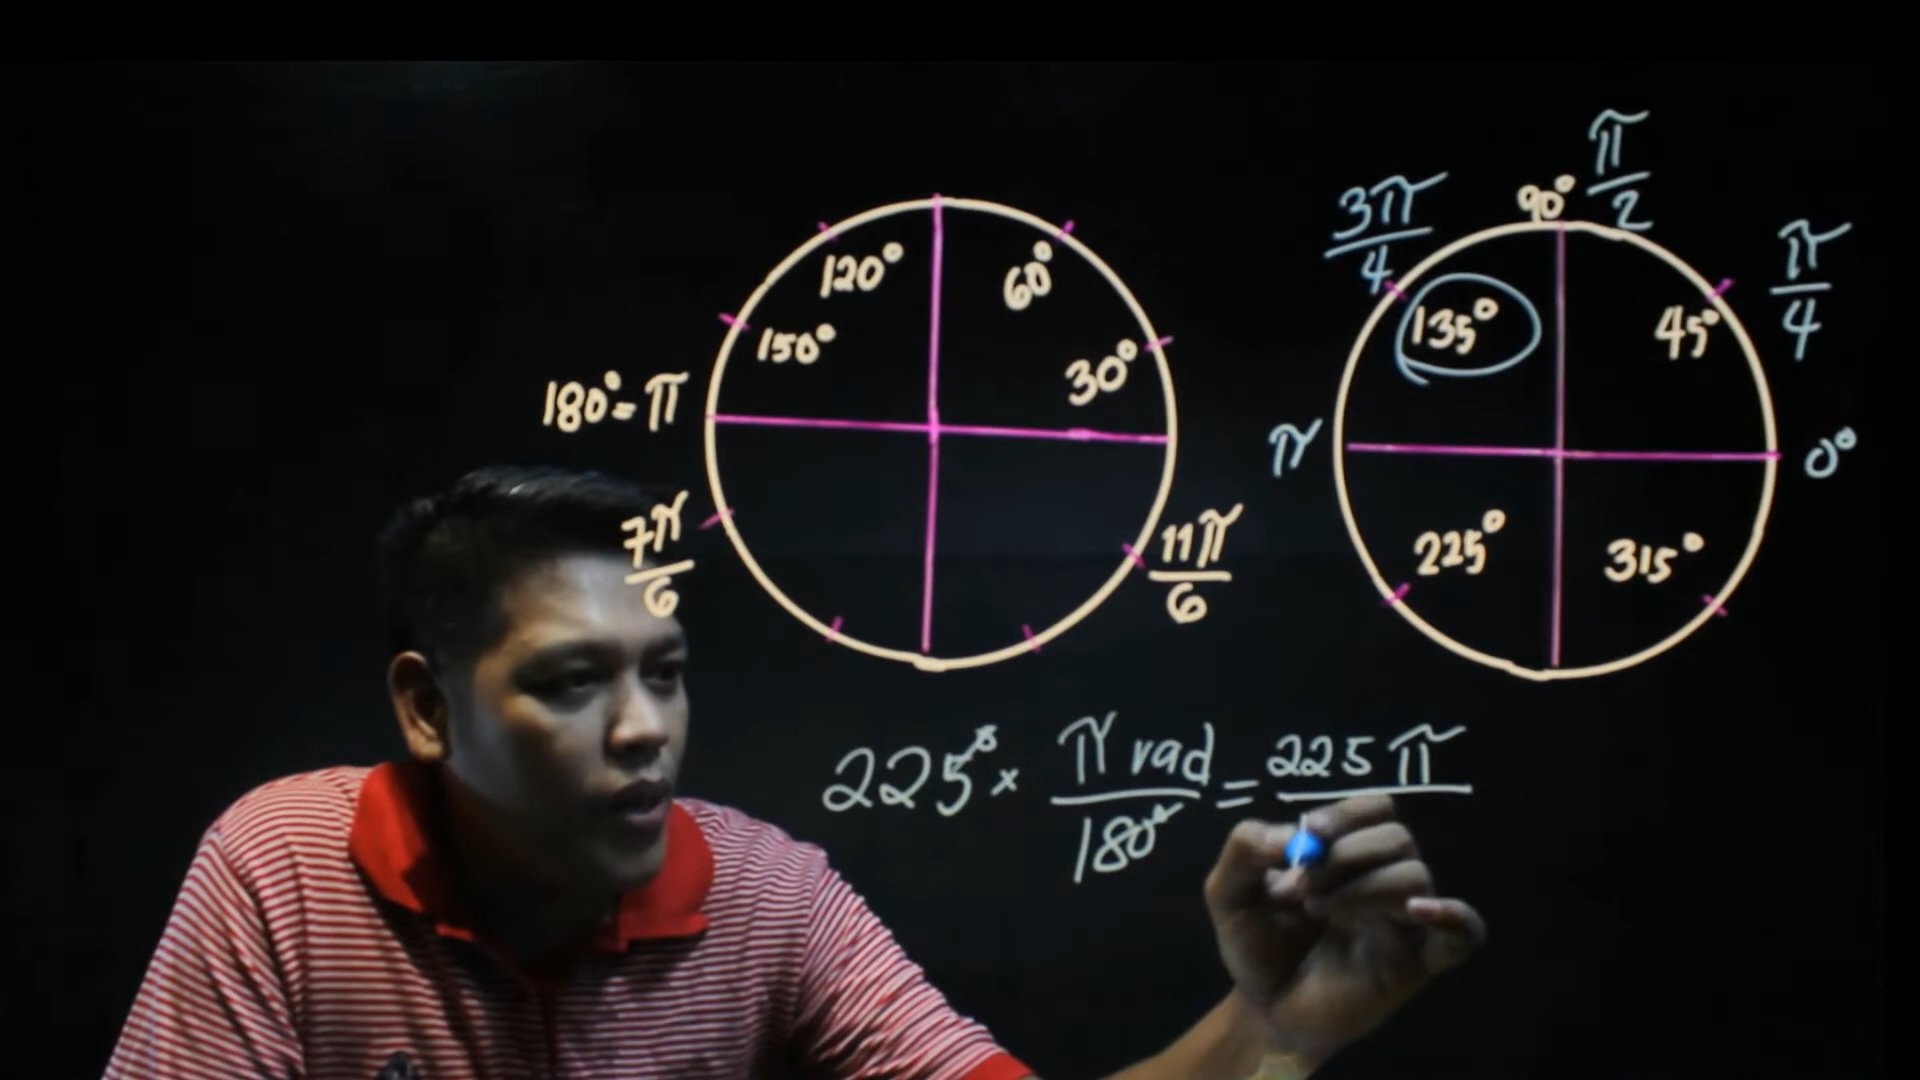 120°
60°
150°
30°
180° = π
7π/6
11π/6
π/2
90°
3π/4
π/4
135°
45°
π
0°
225°
315°
225° × π rad/180° = 225π